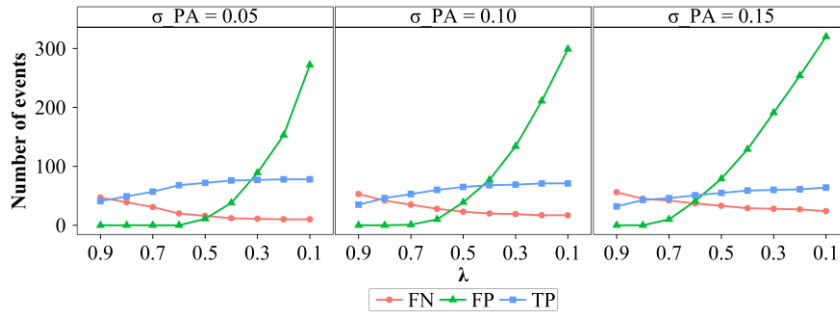 σ_PA = 0.05 σ_PA = 0.10 σ_PA = 0.15
Number of events
300
200
100
0
0.9 0.7 0.5 0.3 0.1 0.9 0.7 0.5 0.3 0.1 0.9 0.7 0.5 0.3 0.1
λ
FN FP TP